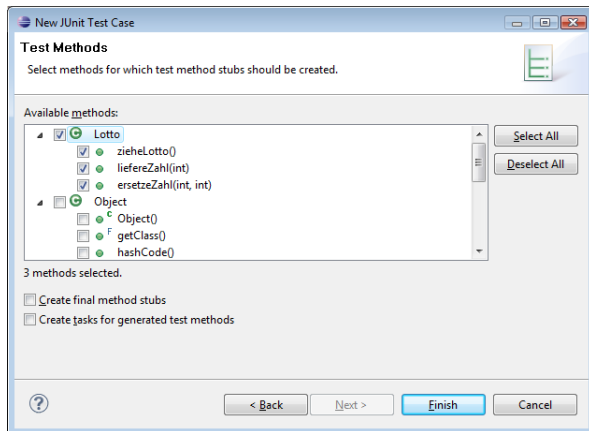 New JUnit Test Case
Test Methods
Select methods for which test method stubs should be created.
Available methods:
Lotto
zieheLotto()
liefereZahl(int)
ersetzeZahl(int, int)
Object
C Object()
F getClass()
hashCode()
Select All
Deselect All
3 methods selected.
Create final method stubs
Create tasks for generated test methods
? < Back Next > Finish Cancel